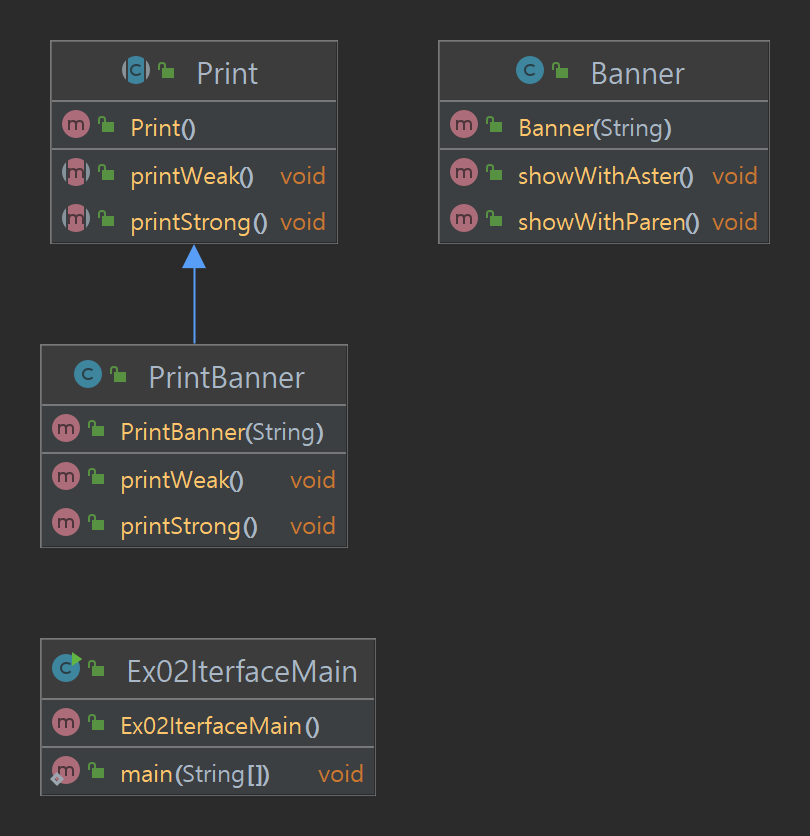 Print
Print()
printWeak() void
printStrong() void
Banner
Banner(String)
showWithAster() void
showWithParen() void
PrintBanner
PrintBanner(String)
printWeak() void
printStrong() void
Ex02IterfaceMain
Ex02IterfaceMain()
main(String[]) void